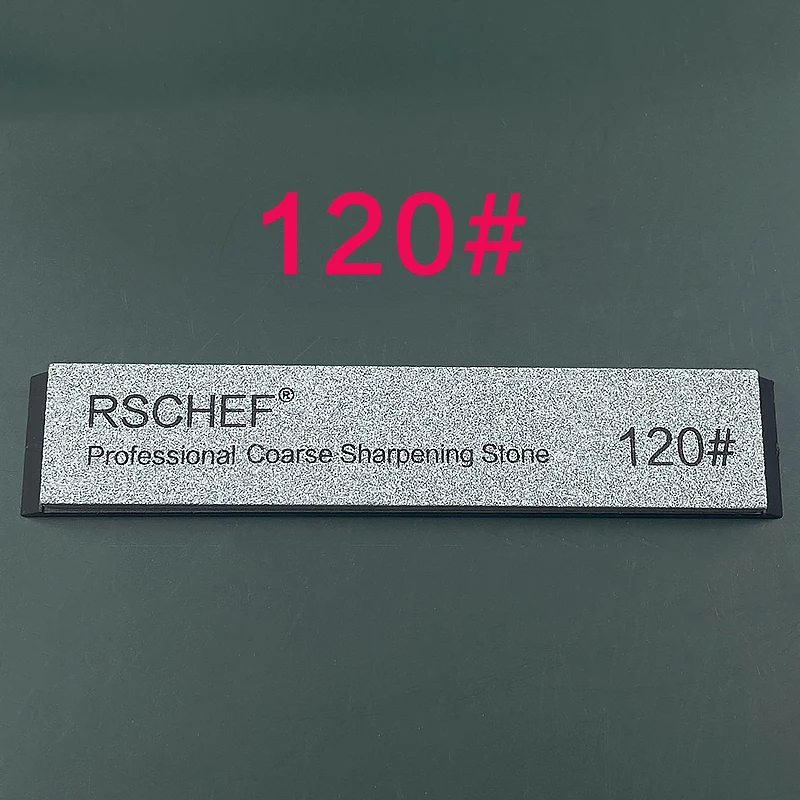 120#
RSCHEF®
Professional Coarse Sharpening Stone
120#